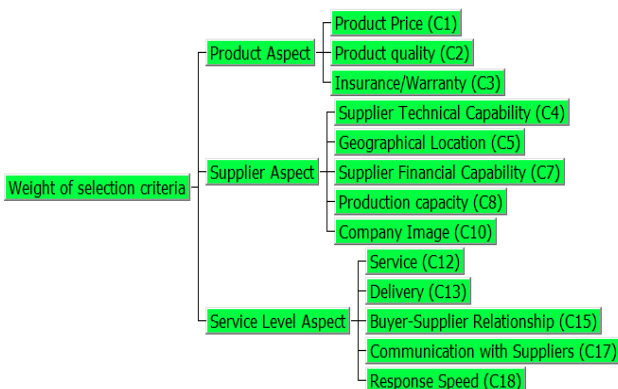 Product Price (C1)
Product Aspect
Product quality (C2)
Insurance/Warranty (C3)
Supplier Technical Capability (C4)
Geographical Location (C5)
Weight of selection criteria
Supplier Aspect
Supplier Financial Capability (C7)
Production capacity (C8)
Company Image (C10)
Service (C12)
Delivery (C13)
Service Level Aspect
Buyer-Supplier Relationship (C15)
Communication with Suppliers (C17)
Response Speed (C18)